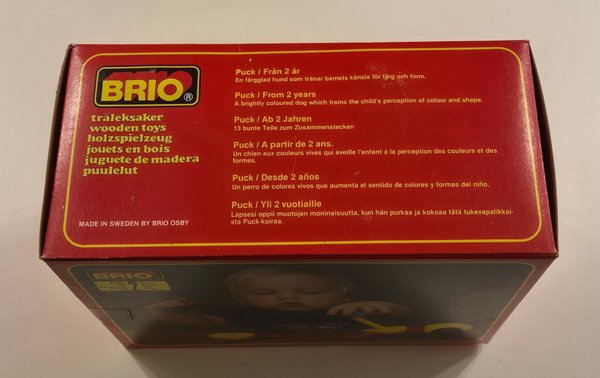 BRIO®
träleksaker
wooden toys
holzspielzeug
jouets en bois
juguete de madera
puulelut
MADE IN SWEDEN BY BRIO OSBY
Puck / Från 2 år
En färgglad hund som tränar barnets känsla för färg och form.
Puck / From 2 years
A brightly coloured dog which trains the child's perception of colour and shape.
Puck / Ab 2 Jahren
13 bunte Teile zum Zusammenstecken
Puck / A partir de 2 ans.
Un chien aux couleurs vives qui éveille l'enfant à la perception des couleurs et des
formes.
Puck / Desde 2 años
Un perro de colores vivos que aumenta el sentido de colores y formas del niño.
Puck / Yli 2 vuotiaille
Lapsesi oppii muotojen moninaisuutta, kun hän purkaa ja kokoaa tätä tukevapalikkai-
sta Puck-koiraa.
BRIO